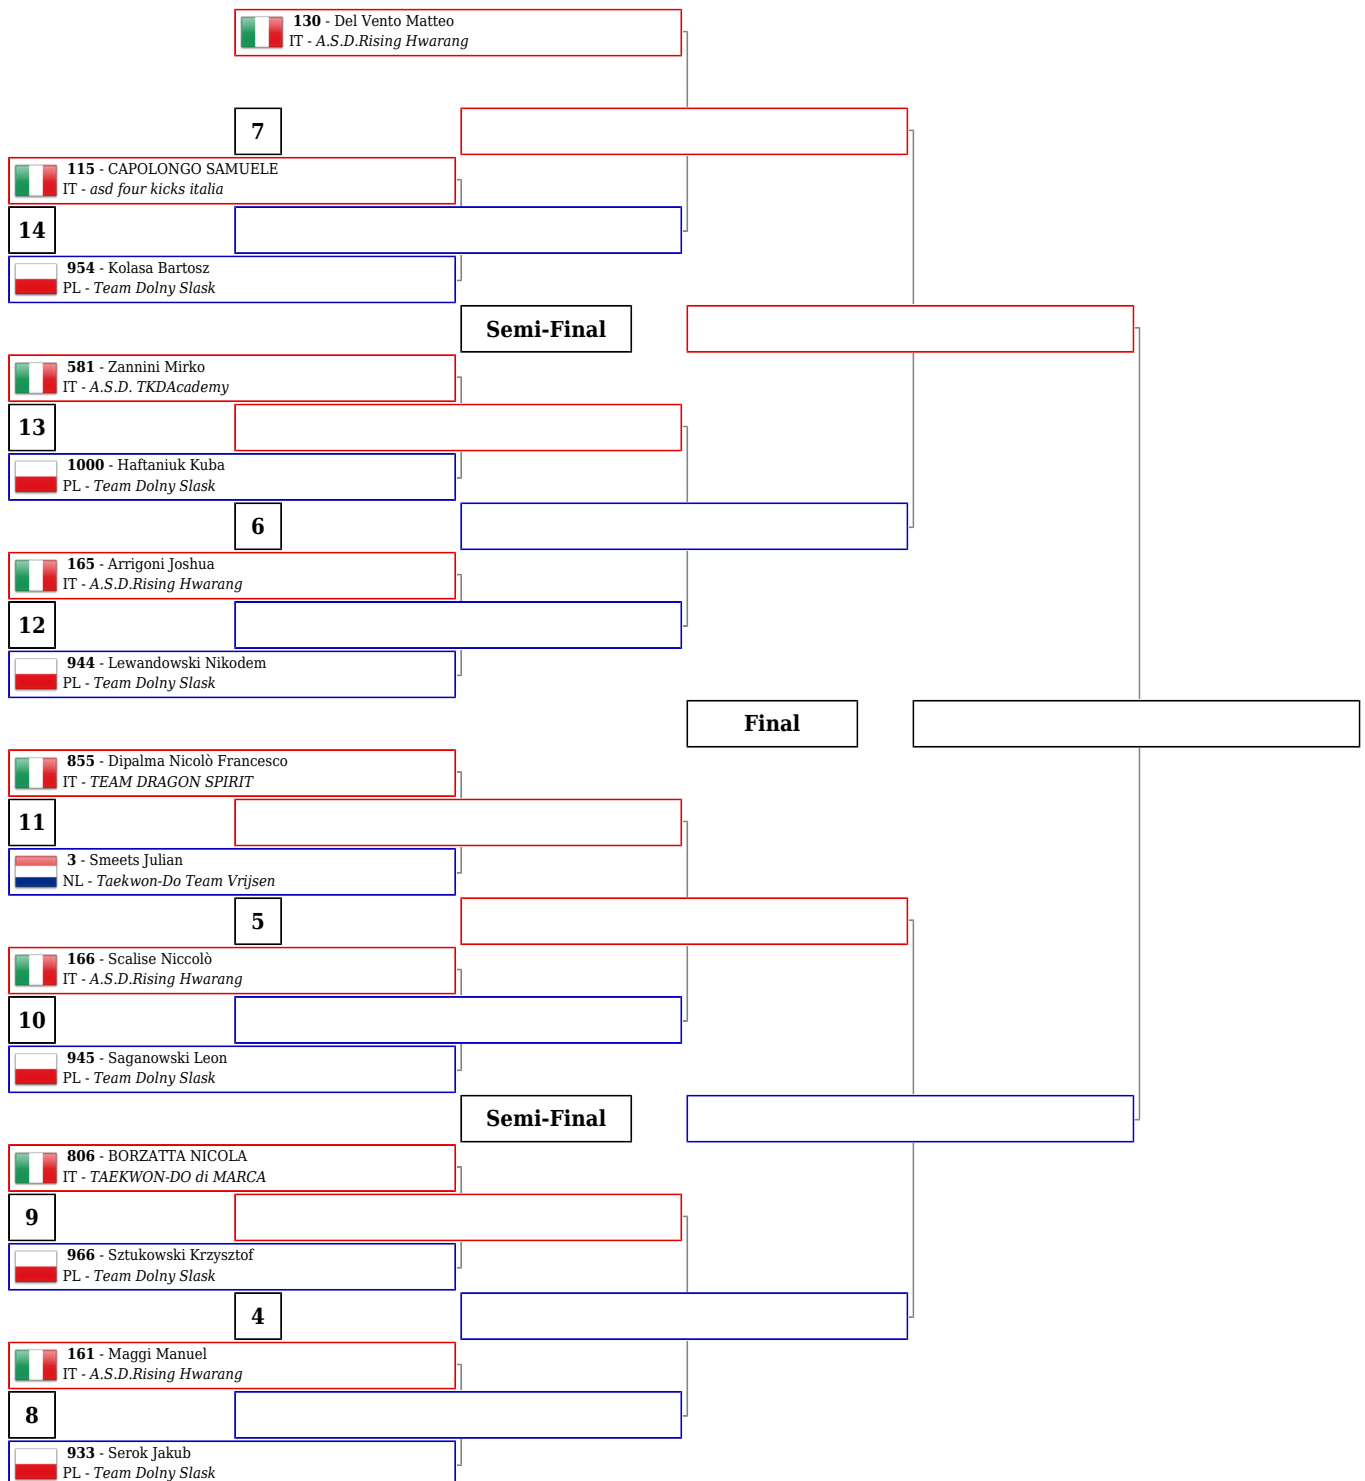 130 - Del Vento Matteo
IT - A.S.D.Rising Hwarang
7
115 - CAPOLONGO SAMUELE
IT - asd four kicks italia
14
954 - Kolasa Bartosz
PL - Team Dolny Slask
Semi-Final
581 - Zannini Mirko
IT - A.S.D. TKDAcademy
13
1000 - Haftaniuk Kuba
PL - Team Dolny Slask
6
165 - Arrigoni Joshua
IT - A.S.D.Rising Hwarang
12
944 - Lewandowski Nikodem
PL - Team Dolny Slask
Final
855 - Dipalma Nicolò Francesco
IT - TEAM DRAGON SPIRIT
11
3 - Smeets Julian
NL - Taekwon-Do Team Vrijsen
5
166 - Scalise Niccolò
IT - A.S.D.Rising Hwarang
10
945 - Saganowski Leon
PL - Team Dolny Slask
Semi-Final
806 - BORZATTA NICOLA
IT - TAEKWON-DO di MARCA
9
966 - Sztukowski Krzysztof
PL - Team Dolny Slask
4
161 - Maggi Manuel
IT - A.S.D.Rising Hwarang
8
933 - Serok Jakub
PL - Team Dolny Slask